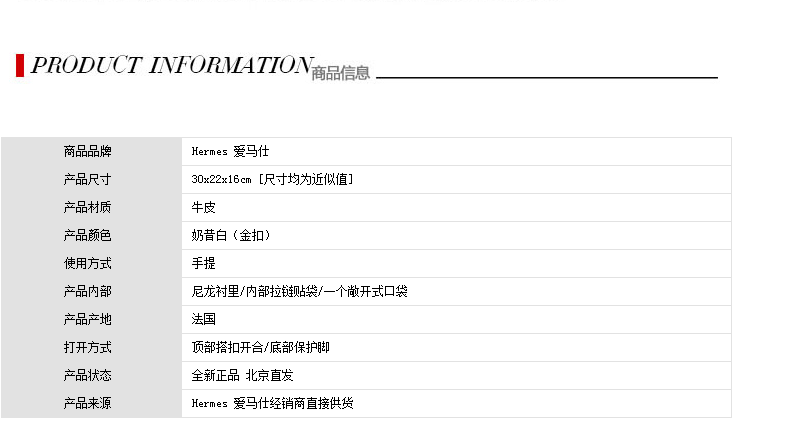 PRODUCT INFORMATION 商品信息
商品品牌 Hermes 爱马仕
产品尺寸 30x22x16cm [尺寸均为近似值]
产品材质 牛皮
产品颜色 奶昔白（金扣）
使用方式 手提
产品内部 尼龙衬里/内部拉链贴袋/一个敞开式口袋
产品产地 法国
打开方式 顶部搭扣开合/底部保护脚
产品状态 全新正品 北京直发
产品来源 Hermes 爱马仕经销商直接供货